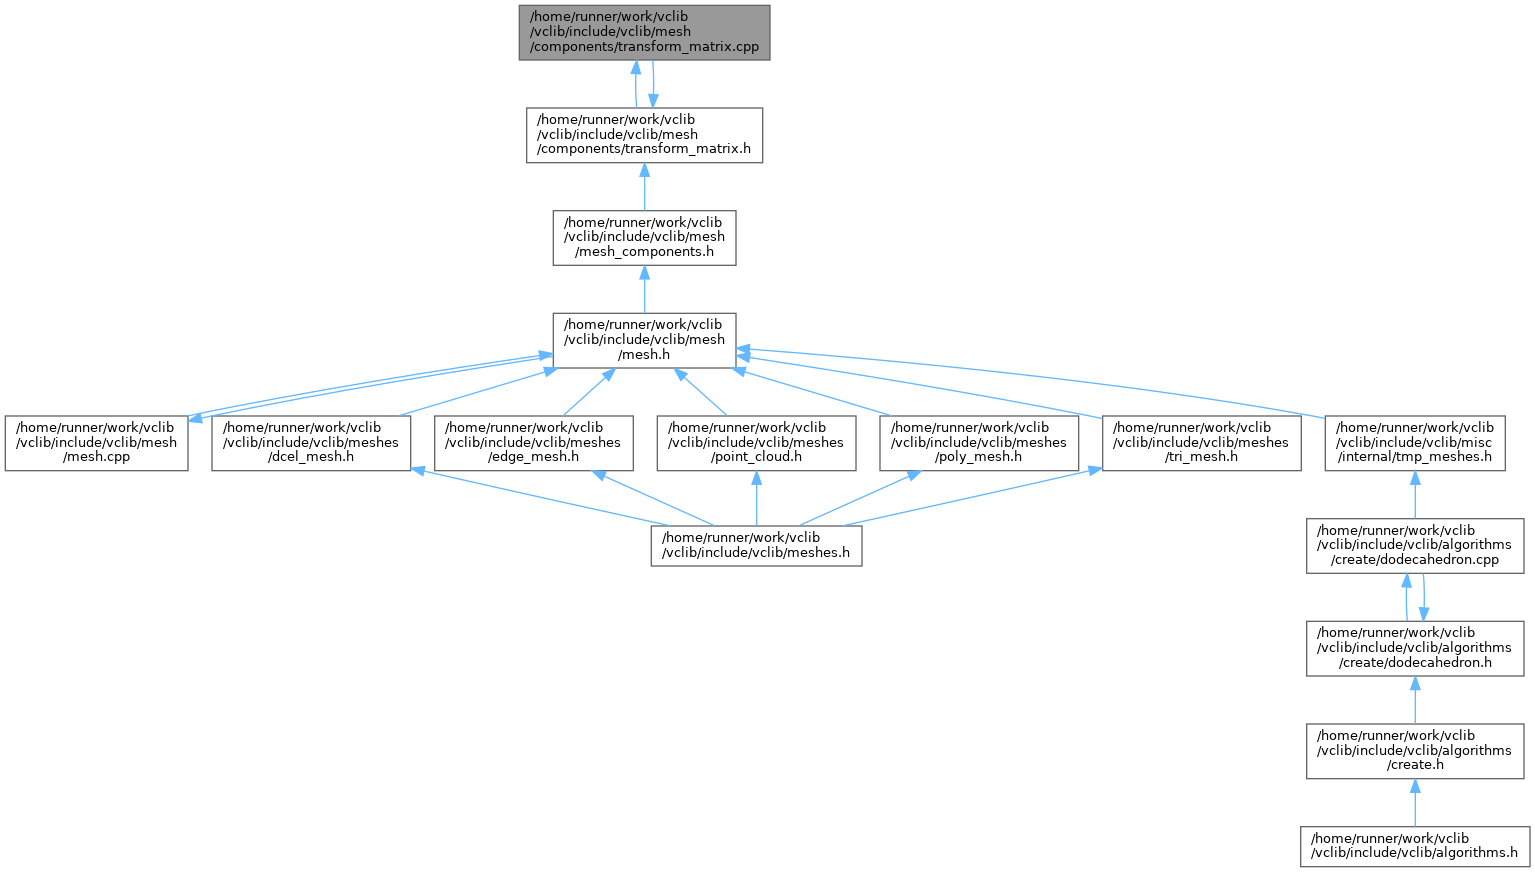 /home/runner/work/vclib
/vclib/include/vclib/mesh
/components/transform_matrix.cpp
/home/runner/work/vclib
/vclib/include/vclib/mesh
/components/transform_matrix.h
/home/runner/work/vclib
/vclib/include/vclib/mesh
/mesh_components.h
/home/runner/work/vclib
/vclib/include/vclib/mesh
/mesh.h
/home/runner/work/vclib
/vclib/include/vclib/mesh
/mesh.cpp
/home/runner/work/vclib
/vclib/include/vclib/meshes
/dcel_mesh.h
/home/runner/work/vclib
/vclib/include/vclib/meshes
/edge_mesh.h
/home/runner/work/vclib
/vclib/include/vclib/meshes
/point_cloud.h
/home/runner/work/vclib
/vclib/include/vclib/meshes
/poly_mesh.h
/home/runner/work/vclib
/vclib/include/vclib/meshes
/tri_mesh.h
/home/runner/work/vclib
/vclib/include/vclib/misc
/internal/tmp_meshes.h
/home/runner/work/vclib
/vclib/include/vclib/meshes.h
/home/runner/work/vclib
/vclib/include/vclib/algorithms
/create/dodecahedron.cpp
/home/runner/work/vclib
/vclib/include/vclib/algorithms
/create/dodecahedron.h
/home/runner/work/vclib
/vclib/include/vclib/algorithms
/create.h
/home/runner/work/vclib
/vclib/include/vclib/algorithms.h